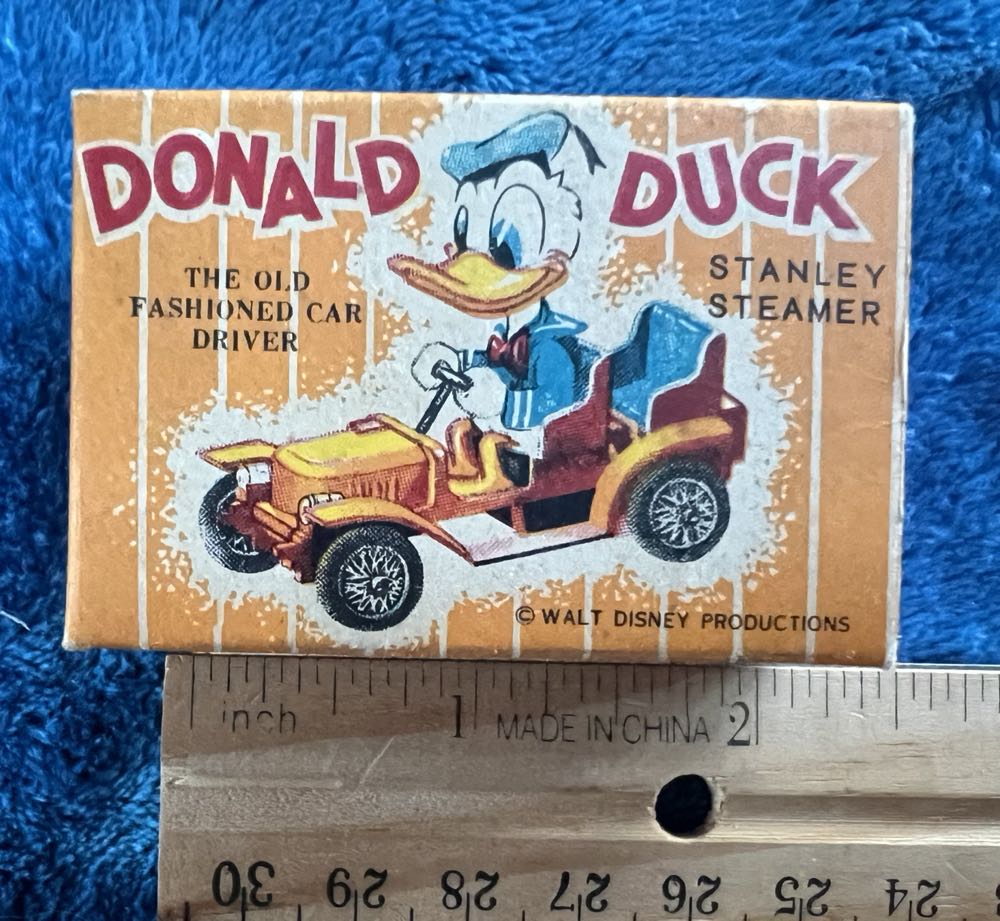 DONALD DUCK
THE OLD
FASHIONED CAR
DRIVER
STANLEY
STEAMER
© WALT DISNEY PRODUCTIONS
inch 1 MADE IN CHINA 2
30 29 28 27 26 25 24